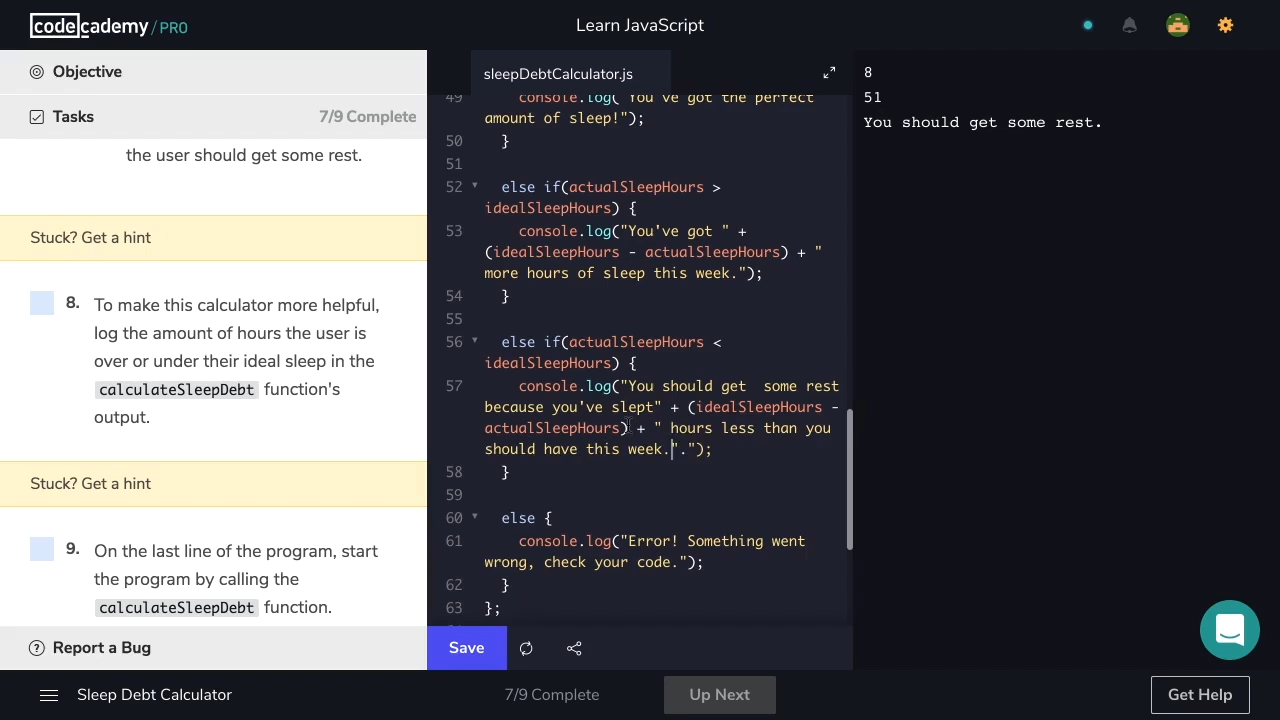 codecademy/PRO
Learn JavaScript
Objective
Tasks
7/9 Complete
the user should get some rest.
Stuck? Get a hint
8. To make this calculator more helpful,
log the amount of hours the user is
over or under their ideal sleep in the
calculateSleepDebt function's
output.
Stuck? Get a hint
9. On the last line of the program, start
the program by calling the
calculateSleepDebt function.
Report a Bug
sleepDebtCalculator.js
49 console.log("You've got the perfect
amount of sleep!");
50 }
51
52 else if(actualSleepHours >
idealSleepHours) {
53 console.log("You've got " +
(idealSleepHours - actualSleepHours) + "
more hours of sleep this week.");
54 }
55
56 else if(actualSleepHours <
idealSleepHours) {
57 console.log("You should get  some rest
because you've slept" + (idealSleepHours -
actualSleepHours) + " hours less than you
should have this week.".");
58 }
59
60 else {
61 console.log("Error! Something went
wrong, check your code.");
62 }
63 };
Save
8
51
You should get some rest.
Sleep Debt Calculator
7/9 Complete
Up Next
Get Help